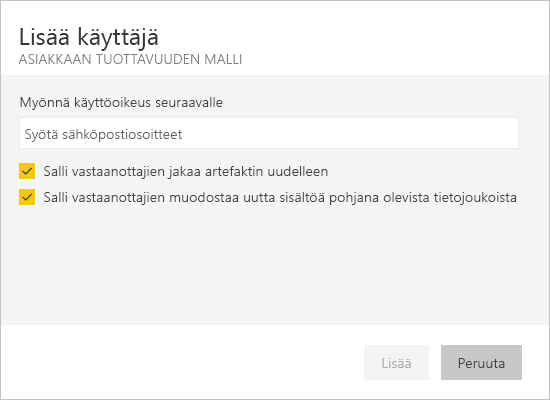 Lisää käyttäjä
ASIAKKAAN TUOTTAVUUDEN MALLI
Myönnä käyttöoikeus seuraavalle
Syötä sähköpostiosoitteet
Salli vastaanottajien jakaa artefaktin uudelleen
Salli vastaanottajien muodostaa uutta sisältöä pohjana olevista tietojoukoista
Lisää
Peruuta